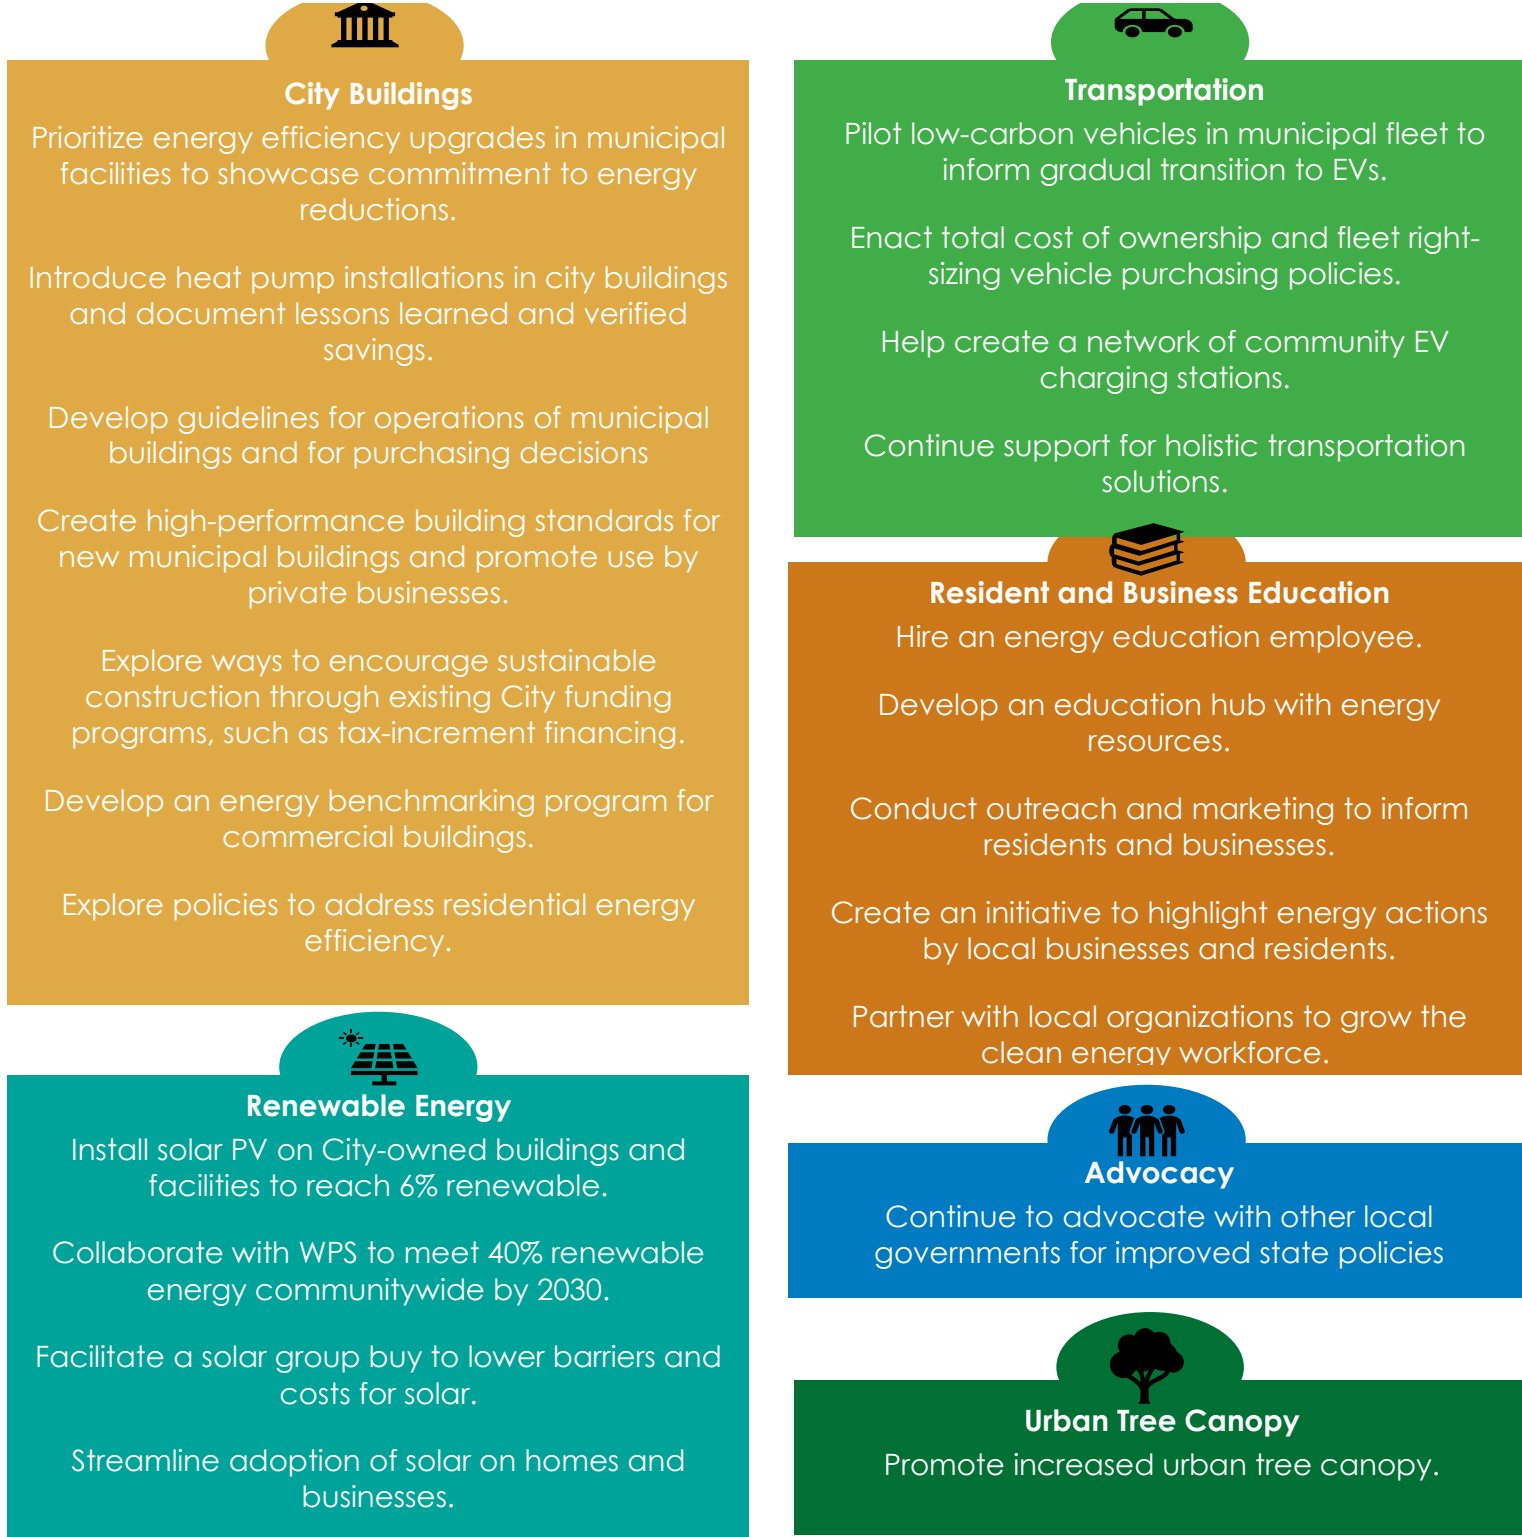 City Buildings
Prioritize energy efficiency upgrades in municipal
facilities to showcase commitment to energy
reductions.
Introduce heat pump installations in city buildings
and document lessons learned and verified
savings.
Develop guidelines for operations of municipal
buildings and for purchasing decisions
Create high-performance building standards for
new municipal buildings and promote use by
private businesses.
Explore ways to encourage sustainable
construction through existing City funding
programs, such as tax-increment financing.
Develop an energy benchmarking program for
commercial buildings.
Explore policies to address residential energy
efficiency.
Renewable Energy
Install solar PV on City-owned buildings and
facilities to reach 6% renewable.
Collaborate with WPS to meet 40% renewable
energy communitywide by 2030.
Facilitate a solar group buy to lower barriers and
costs for solar.
Streamline adoption of solar on homes and
businesses.
Transportation
Pilot low-carbon vehicles in municipal fleet to
inform gradual transition to EVs.
Enact total cost of ownership and fleet right-
sizing vehicle purchasing policies.
Help create a network of community EV
charging stations.
Continue support for holistic transportation
solutions.
Resident and Business Education
Hire an energy education employee.
Develop an education hub with energy
resources.
Conduct outreach and marketing to inform
residents and businesses.
Create an initiative to highlight energy actions
by local businesses and residents.
Partner with local organizations to grow the
clean energy workforce.
Advocacy
Continue to advocate with other local
governments for improved state policies
Urban Tree Canopy
Promote increased urban tree canopy.